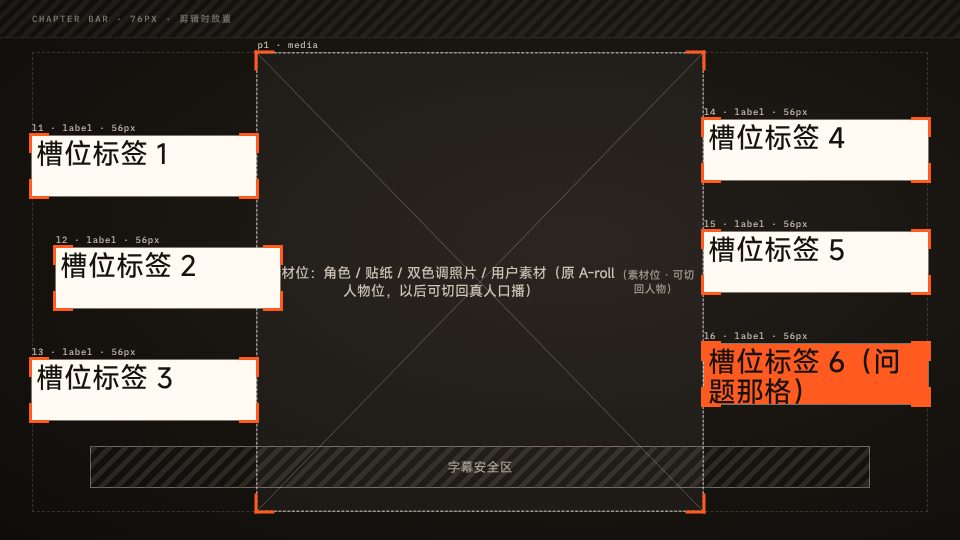 CHAPTER BAR · 76PX · 剪辑时放置
p1 · media
l1 · label · 56px
槽位标签 1
l2 · label · 56px
槽位标签 2
l3 · label · 56px
槽位标签 3
材位：角色 / 贴纸 / 双色调照片 / 用户素材（原 A-roll
人物位，以后可切回真人口播）
（素材位 · 可切
回人物）
l4 · label · 56px
槽位标签 4
l5 · label · 56px
槽位标签 5
l6 · label · 56px
槽位标签 6（问
题那格）
字幕安全区